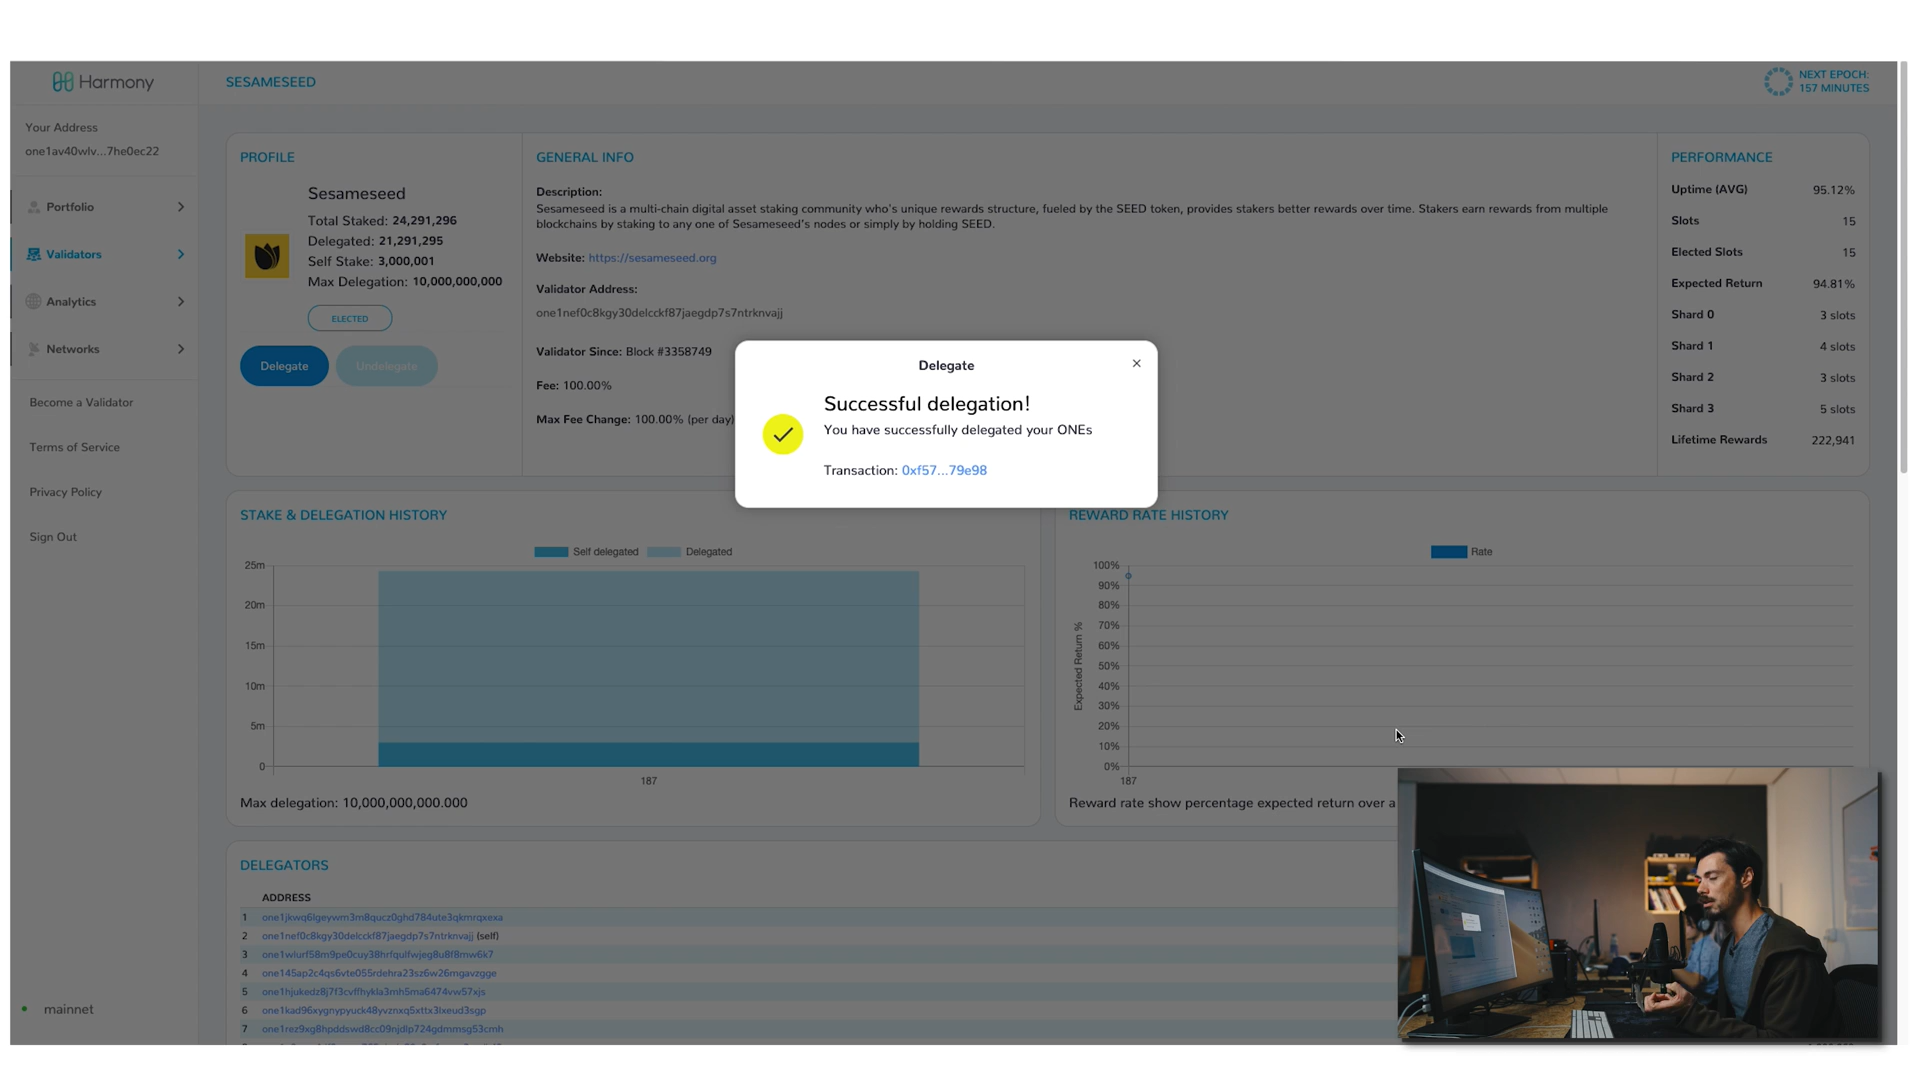 Harmony
SESAMESEED
NEXT EPOCH:
157 MINUTES
Your Address
one1av40wlv...7he0ec22
Portfolio
Validators
Analytics
Networks
Become a Validator
Terms of Service
Privacy Policy
Sign Out
mainnet
PROFILE
Sesameseed
Total Staked: 24,291,296
Delegated: 21,291,295
Self Stake: 3,000,001
Max Delegation: 10,000,000,000
ELECTED
Delegate
Undelegate
GENERAL INFO
Description:
Sesameseed is a multi-chain digital asset staking community who's unique rewards structure, fueled by the SEED token, provides stakers better rewards over time. Stakers earn rewards from multiple
blockchains by staking to any one of Sesameseed's nodes or simply by holding SEED.
Website: https://sesameseed.org
Validator Address:
one1nef0c8kgy30delcckf87jaegdp7s7ntrknvajj
Validator Since: Block #3358749
Fee: 100.00%
Max Fee Change: 100.00% (per day)
PERFORMANCE
Uptime (AVG) 95.12%
Slots 15
Elected Slots 15
Expected Return 94.81%
Shard 0 3 slots
Shard 1 4 slots
Shard 2 3 slots
Shard 3 5 slots
Lifetime Rewards 222,941
Delegate
Successful delegation!
You have successfully delegated your ONEs
Transaction: 0xf57...79e98
STAKE & DELEGATION HISTORY
Self delegated Delegated
25m
20m
15m
10m
5m
0
187
Max delegation: 10,000,000,000.000
REWARD RATE HISTORY
Rate
Expected Return %
100%
90%
80%
70%
60%
50%
40%
30%
20%
10%
0%
187
Reward rate show percentage expected return over a
DELEGATORS
ADDRESS
1 one1jkwq6lgeywm3m8qucz0ghd784ute3qkmrqxexa
2 one1nef0c8kgy30delcckf87jaegdp7s7ntrknvajj (self)
3 one1wlurf58m9pe0cuy38hrfqulfwjeg8u8f8mw6k7
4 one145ap2c4qs6vte055rdehra23sz6w26mgavzgge
5 one1hjukedz8j7f3cvffhykla3mh5ma6474vw57xjs
6 one1kad96xygnypyuck48yvznxq5xttx3lxeud3sgp
7 one1rez9xg8hpddswd8cc09njdlp724gdmmsg53cmh